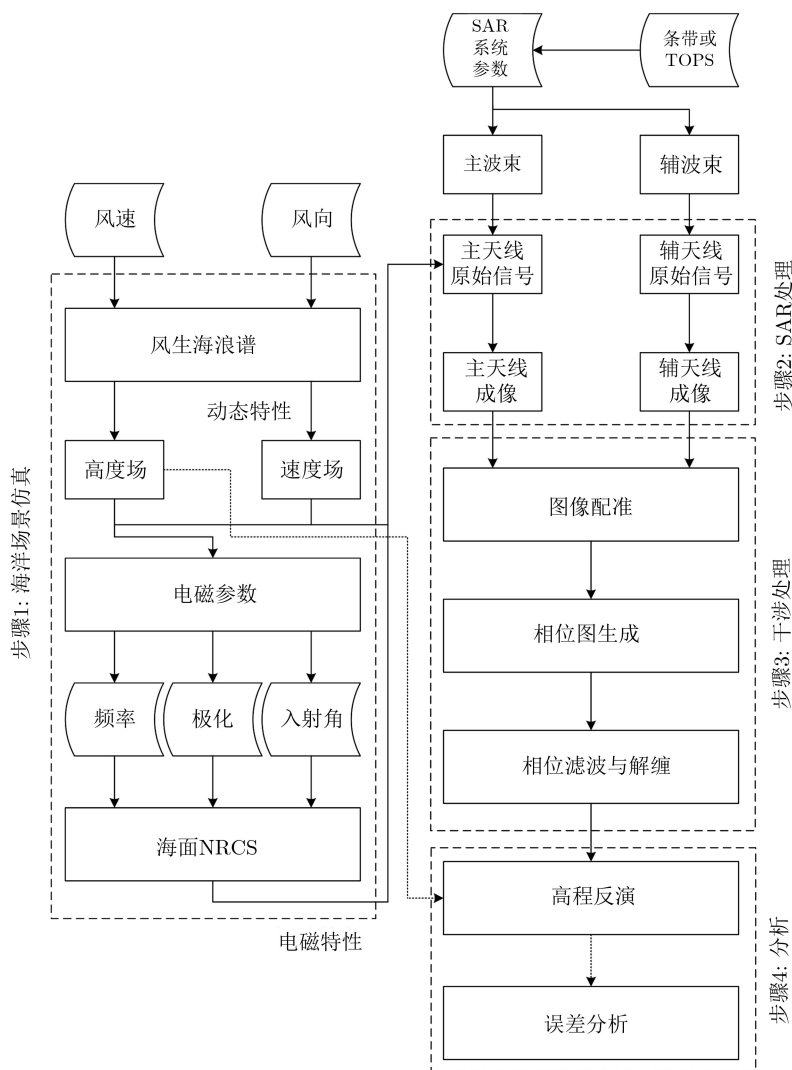 SAR
系统
参数
条带或
TOPS
主波束
辅波束
风速
风向
主天线
原始信号
辅天线
原始信号
步骤2: SAR处理
风生海浪谱
主天线
成像
辅天线
成像
动态特性
高度场
速度场
图像配准
步骤1: 海洋场景仿真
电磁参数
相位图生成
步骤3: 干涉处理
频率
极化
入射角
相位滤波与解缠
海面NRCS
高程反演
电磁特性
步骤4: 分析
误差分析